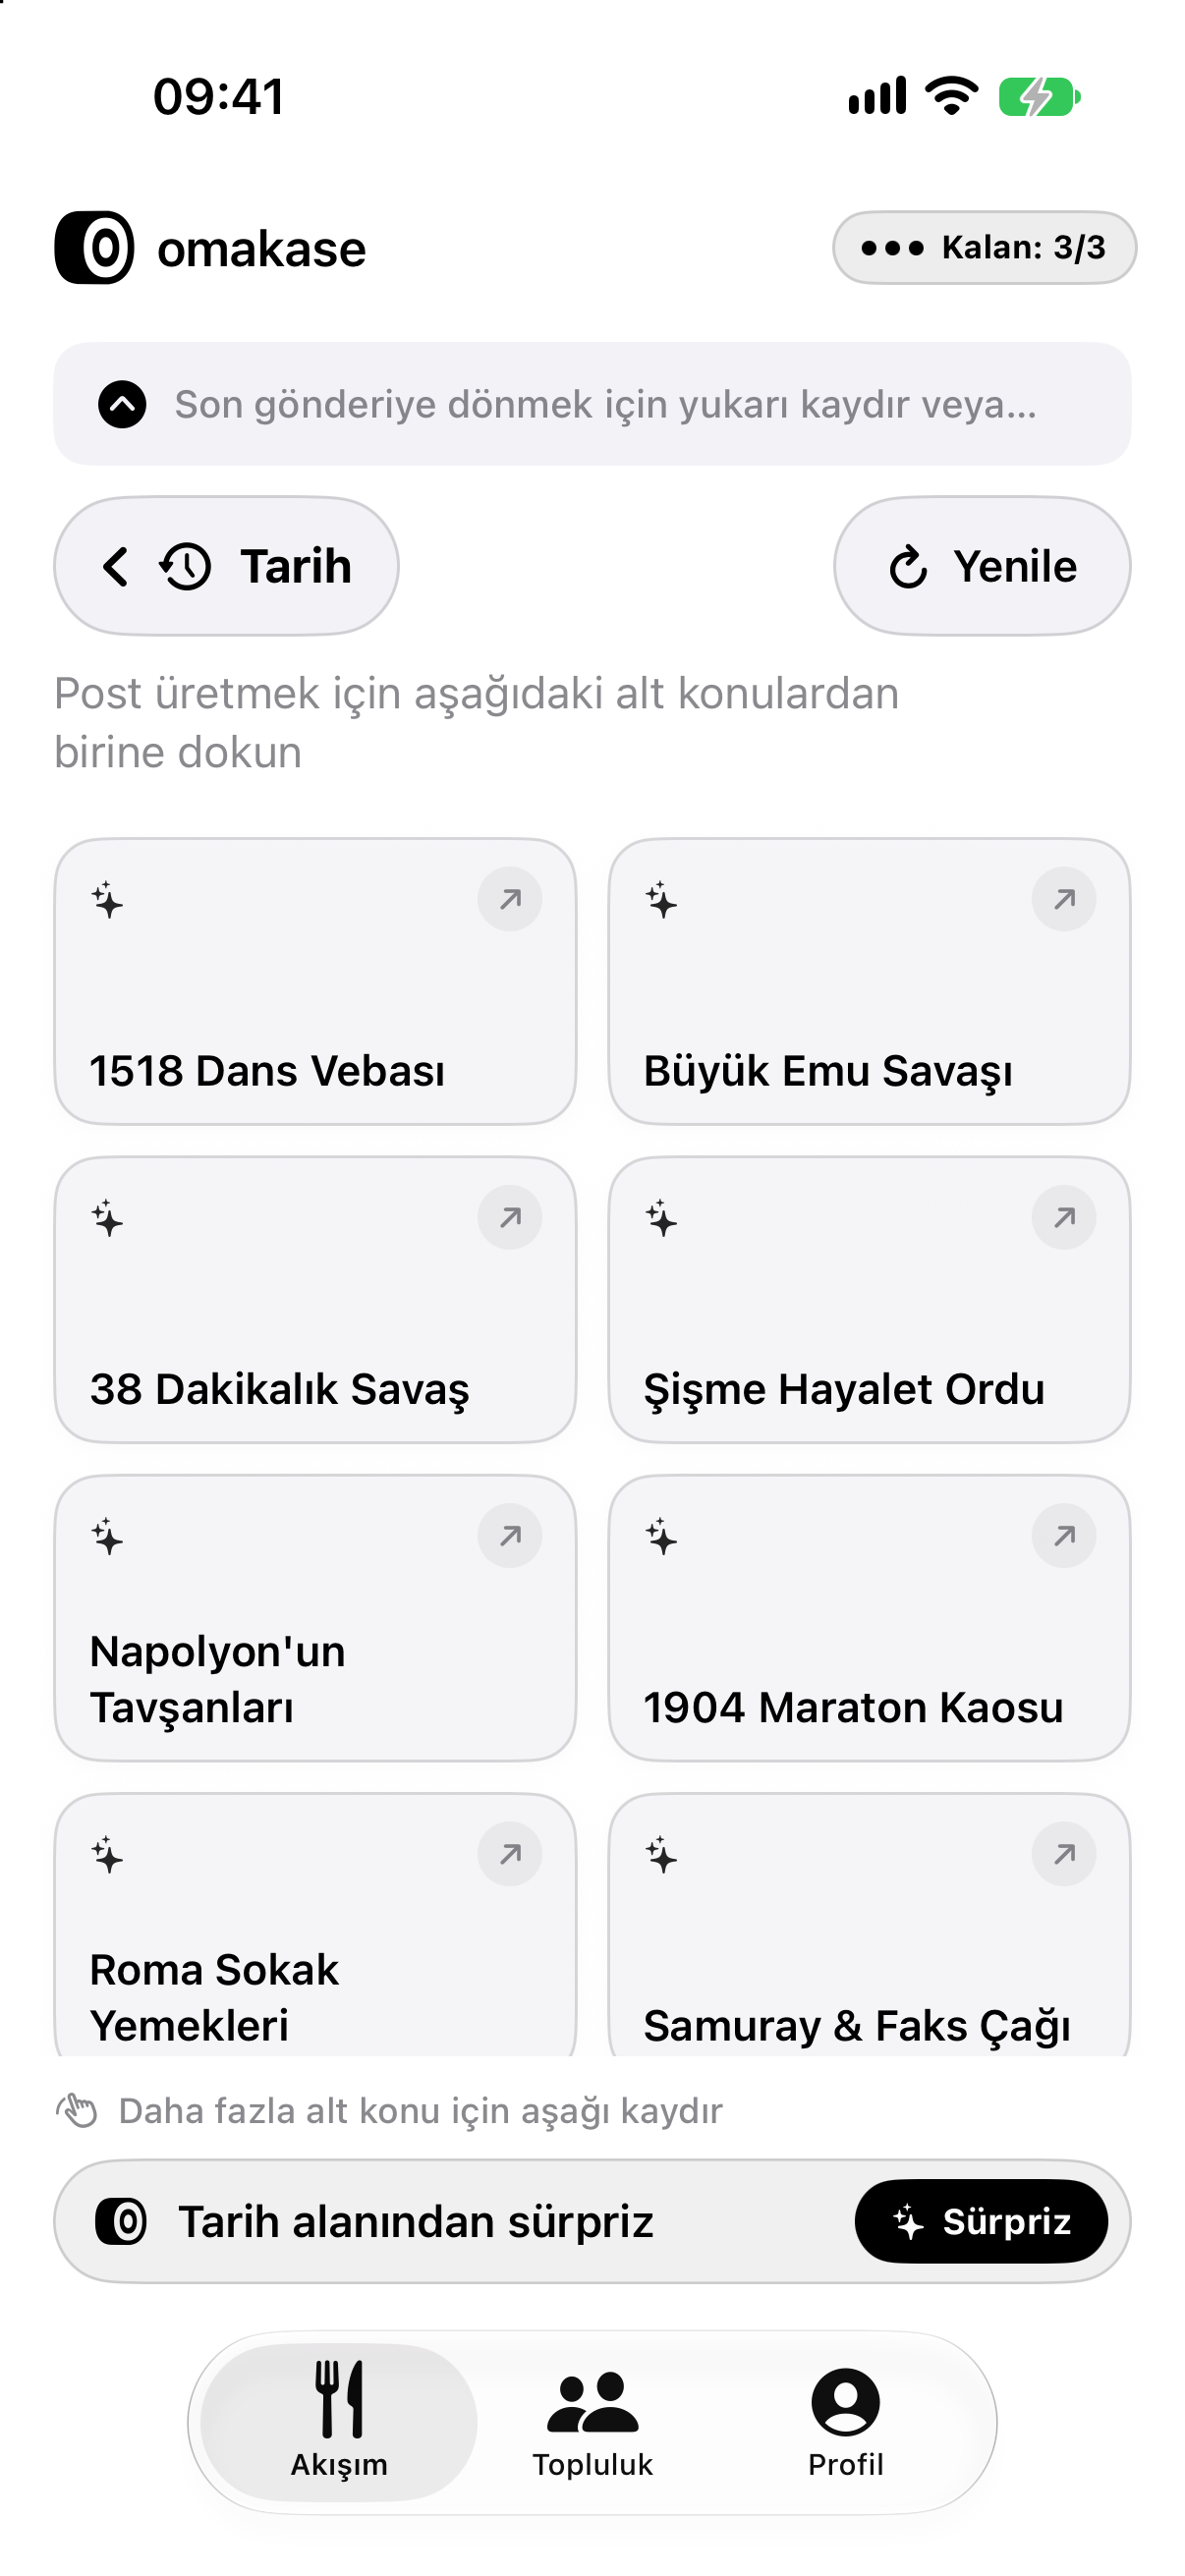 09:41
omakase
Kalan: 3/3
Son gönderiye dönmek için yukarı kaydır veya...
Tarih
Yenile
Post üretmek için aşağıdaki alt konulardan
birine dokun
1518 Dans Vebası
Büyük Emu Savaşı
38 Dakikalık Savaş
Şişme Hayalet Ordu
Napolyon'un
Tavşanları
1904 Maraton Kaosu
Roma Sokak
Yemekleri
Samuray & Faks Çağı
Daha fazla alt konu için aşağı kaydır
Tarih alanından sürpriz
Sürpriz
Akışım
Topluluk
Profil